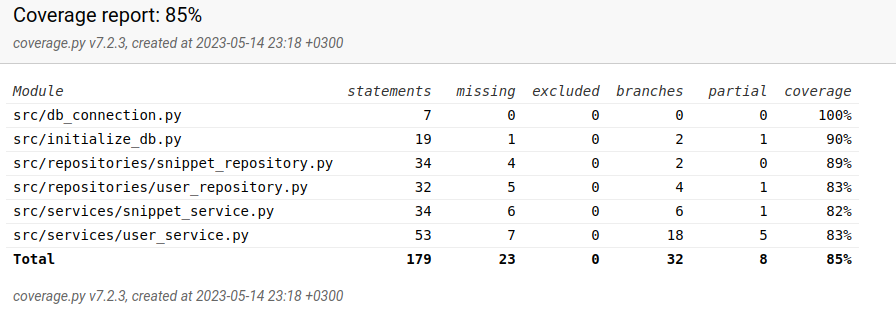 Coverage report: 85%
coverage.py v7.2.3, created at 2023-05-14 23:18 +0300
Module statements missing excluded branches partial coverage
src/db_connection.py 7 0 0 0 0 100%
src/initialize_db.py 19 1 0 2 1 90%
src/repositories/snippet_repository.py 34 4 0 2 0 89%
src/repositories/user_repository.py 32 5 0 4 1 83%
src/services/snippet_service.py 34 6 0 6 1 82%
src/services/user_service.py 53 7 0 18 5 83%
Total 179 23 0 32 8 85%
coverage.py v7.2.3, created at 2023-05-14 23:18 +0300